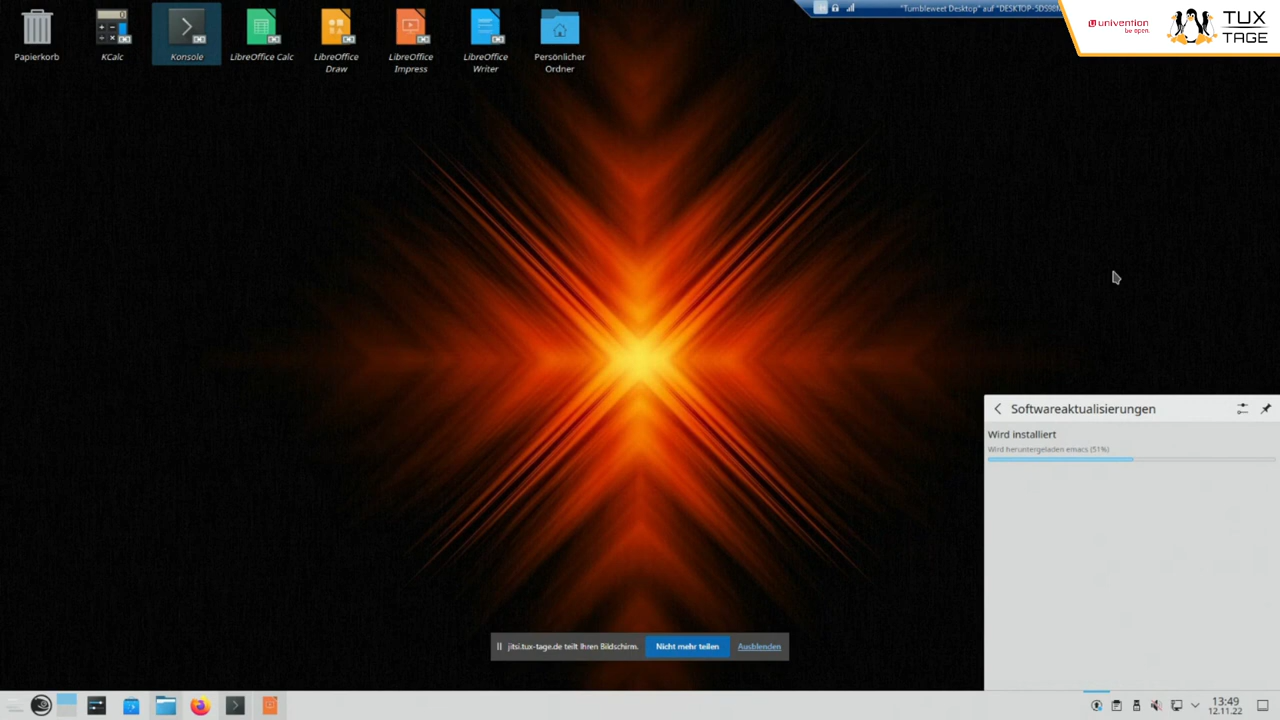 "Tumbleweet Desktop" auf "DESKTOP-
univention
be open.
TUX
TAGE
Papierkorb
KCalc
Konsole
LibreOffice Calc
LibreOffice
Draw
LibreOffice
Impress
LibreOffice
Writer
Persönlicher
Ordner
Softwareaktualisierungen
Wird installiert
Wird heruntergeladen emacs (51%)
jitsi.tux-tage.de teilt Ihren Bildschirm.
Nicht mehr teilen
Ausblenden
13:49
12.11.22